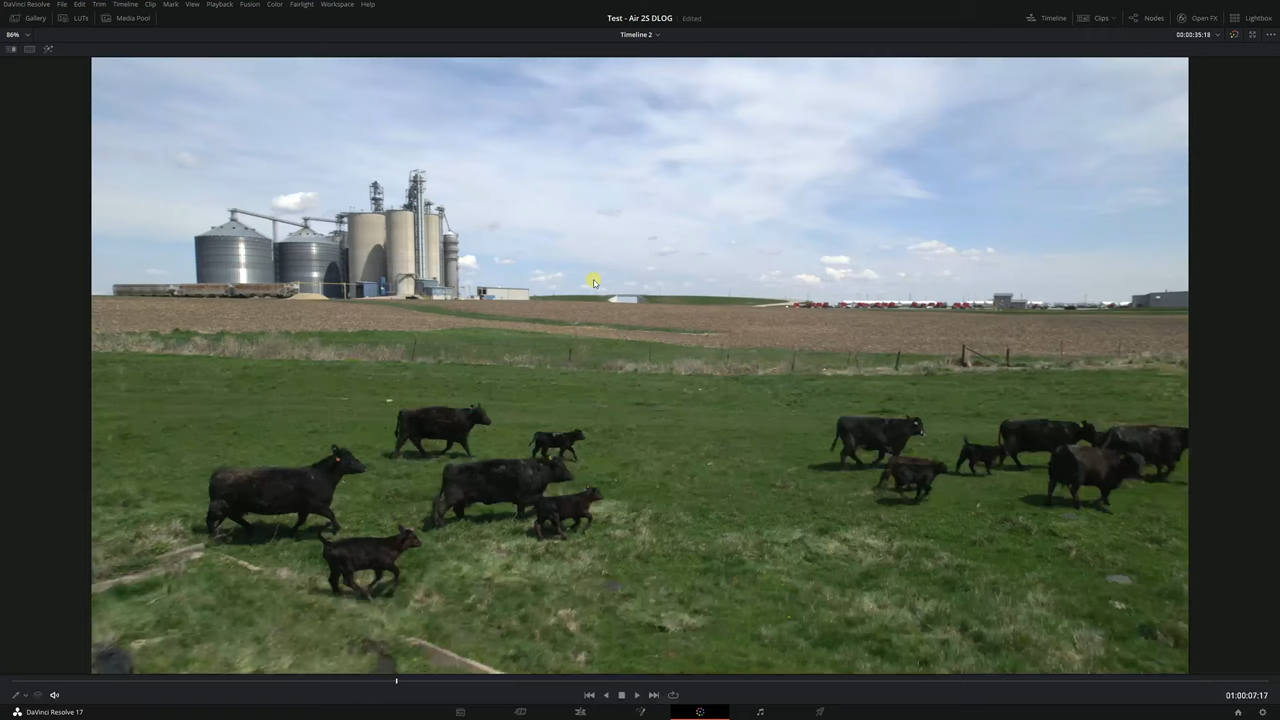 DaVinci Resolve File Edit Trim Timeline Clip Mark View Playback Fusion Color Fairlight Workspace Help
Gallery LUTs Media Pool Test - Air 2S DLOG Edited Timeline Clips Nodes Open FX Lightbox
86% Timeline 2 00:00:35:18
01:00:07:17
DaVinci Resolve 17